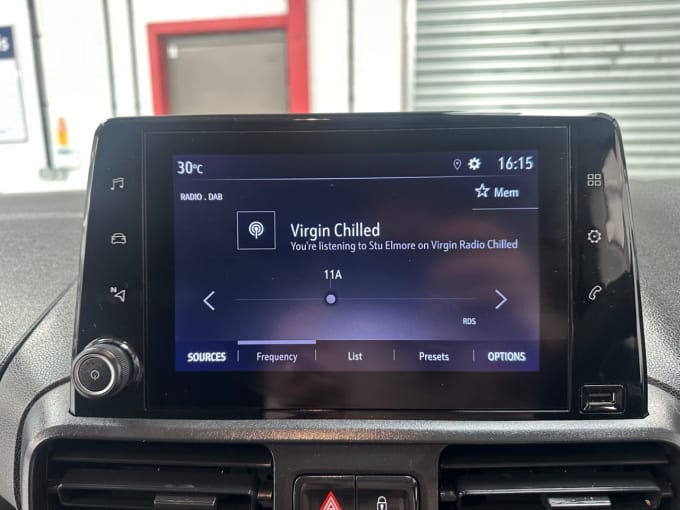 30°C
16:15
RADIO . DAB
Mem
Virgin Chilled
You're listening to Stu Elmore on Virgin Radio Chilled
11A
RDS
SOURCES
Frequency
List
Presets
OPTIONS
N